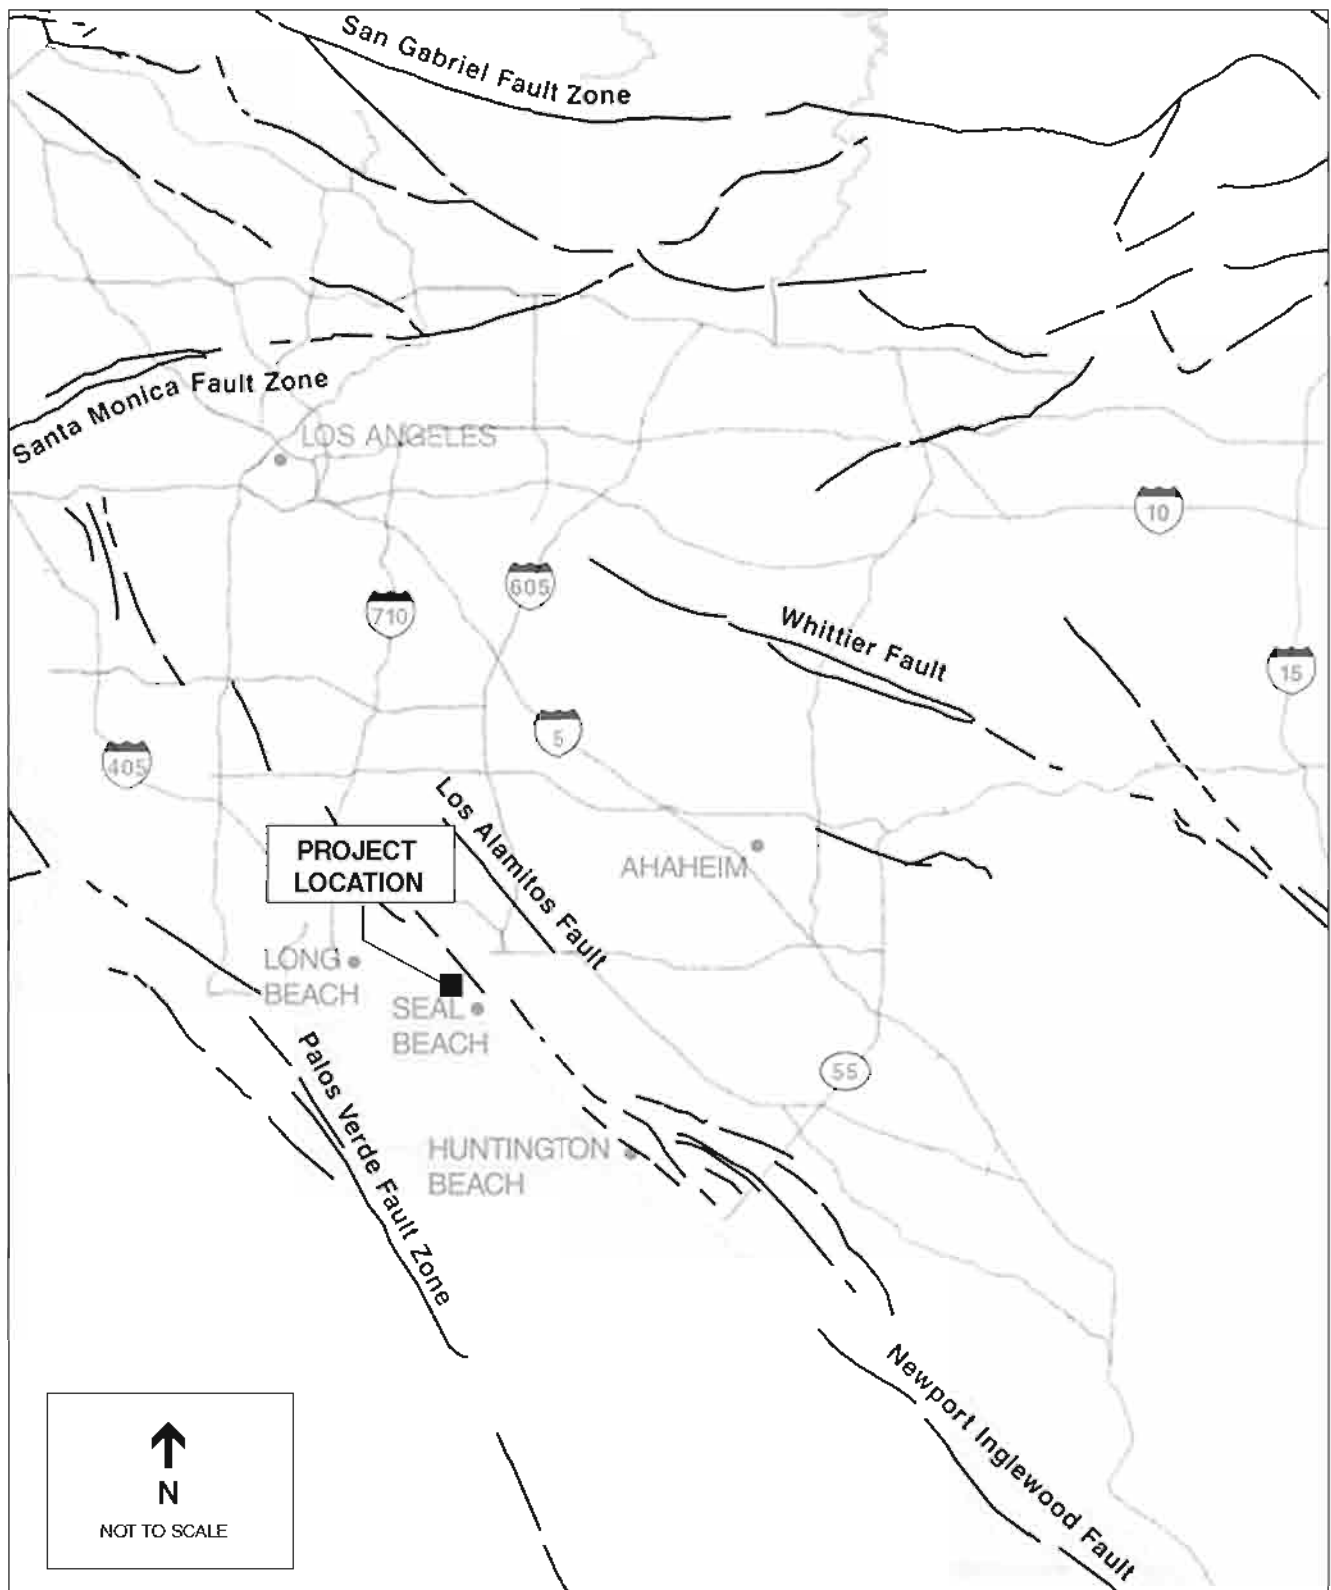 San Gabriel Fault Zone
Santa Monica Fault Zone
LOS ANGELES
10
605
710
Whittier Fault
15
5
405
Los Alamitos Fault
PROJECT
LOCATION
AHAHEIM
LONG
BEACH
SEAL
BEACH
Palos Verde Fault Zone
55
HUNTINGTON
BEACH
Newport Inglewood Fault
N
NOT TO SCALE